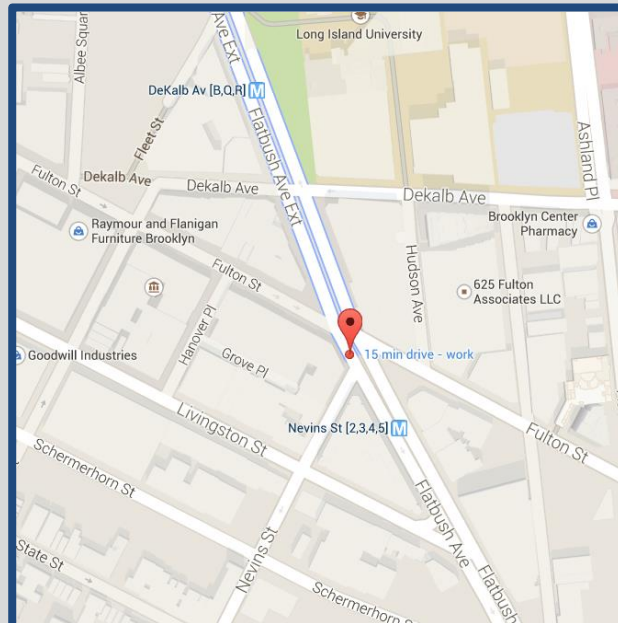 Ave Ext
Long Island University
Albee Squar
DeKalb Av [B,Q,R]
M
Fleet St
Flatbush Ave Ext
Ashland Pl
Fulton St
Dekalb Ave
Dekalb Ave
Dekalb Ave
Raymour and Flanigan
Furniture Brooklyn
Brooklyn Center
Pharmacy
Fulton St
Hudson Ave
625 Fulton
Associates LLC
Hanover Pl
Goodwill Industries
Grove Pl
15 min drive - work
Livingston St
Nevins St [2,3,4,5]
M
Fulton St
Schermerhorn St
Flatbush Ave
State St
Nevins St
Schermerhorn St
Flatbush